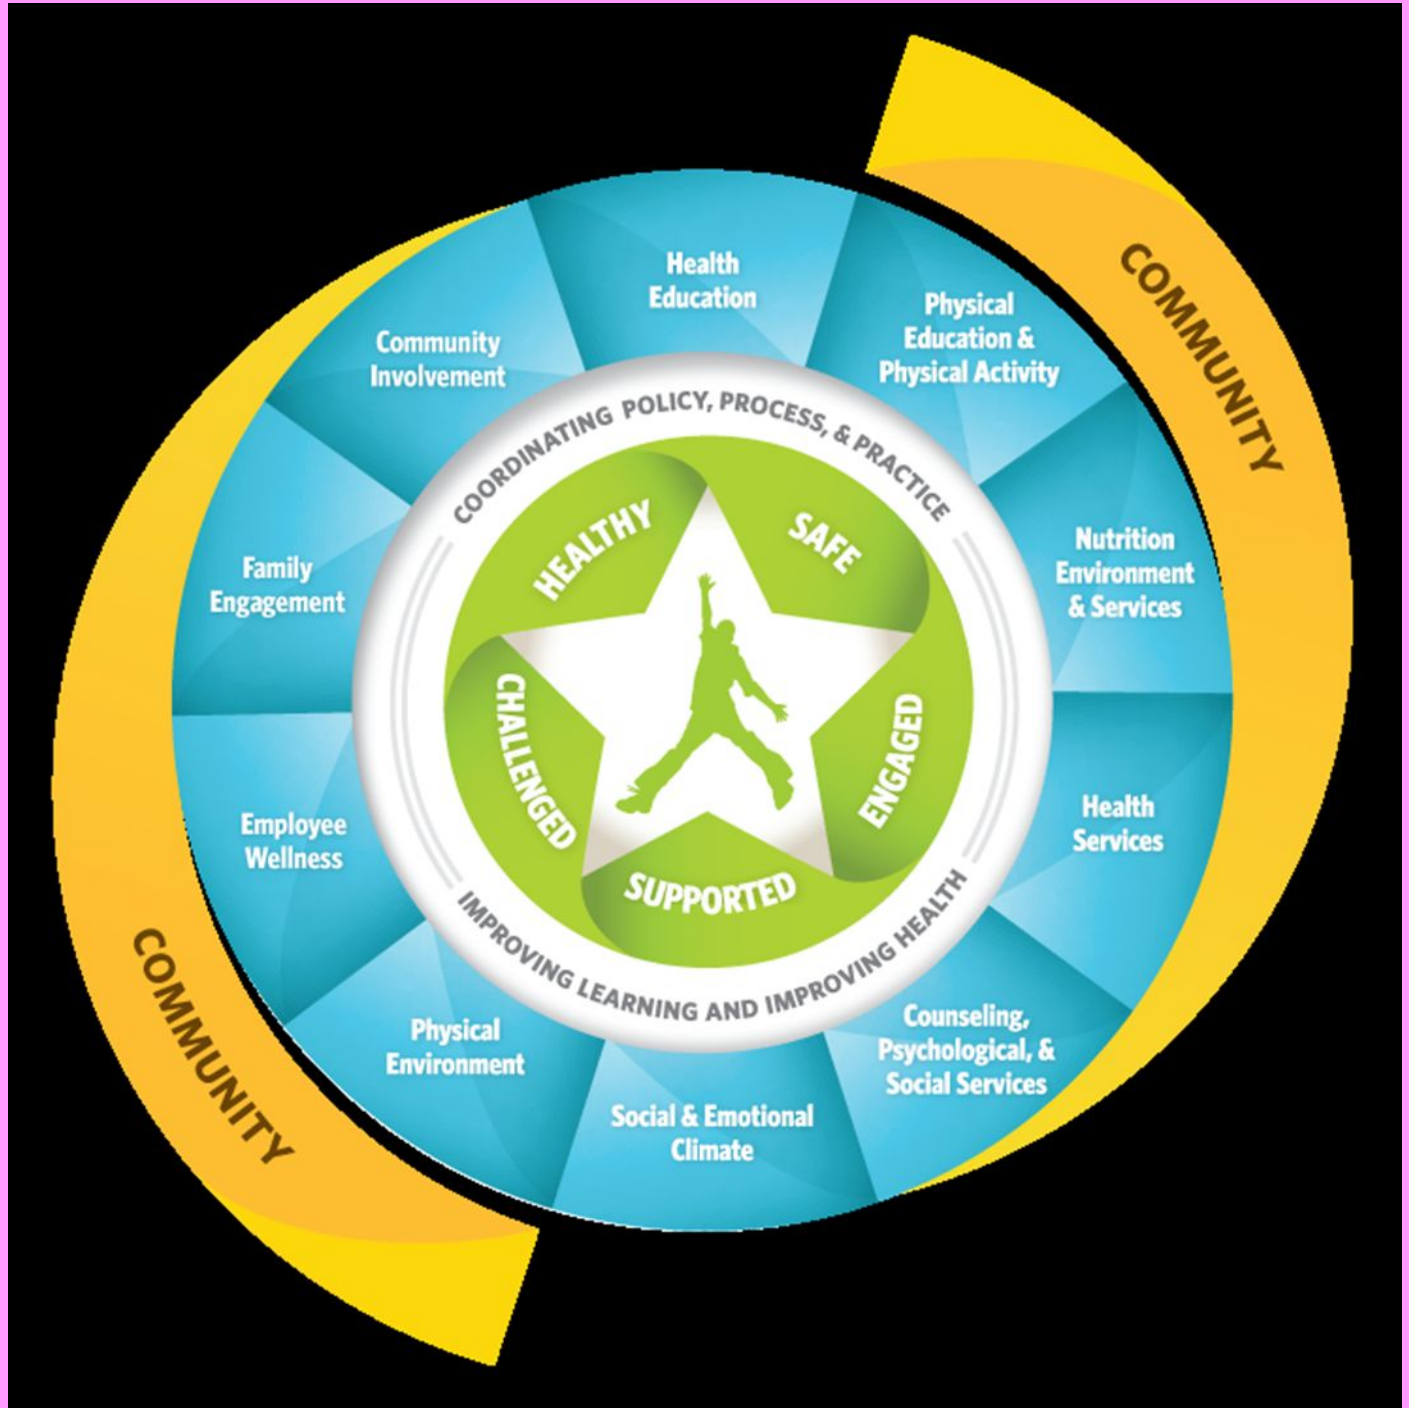 COMMUNITY
Health
Education
Physical
Education &
Physical Activity
Nutrition
Environment
& Services
Health
Services
Counseling,
Psychological, &
Social Services
Social & Emotional
Climate
Physical
Environment
Employee
Wellness
Family
Engagement
Community
Involvement
COORDINATING POLICY, PROCESS, & PRACTICE
IMPROVING LEARNING AND IMPROVING HEALTH
HEALTHY
SAFE
ENGAGED
SUPPORTED
CHALLENGED
COMMUNITY